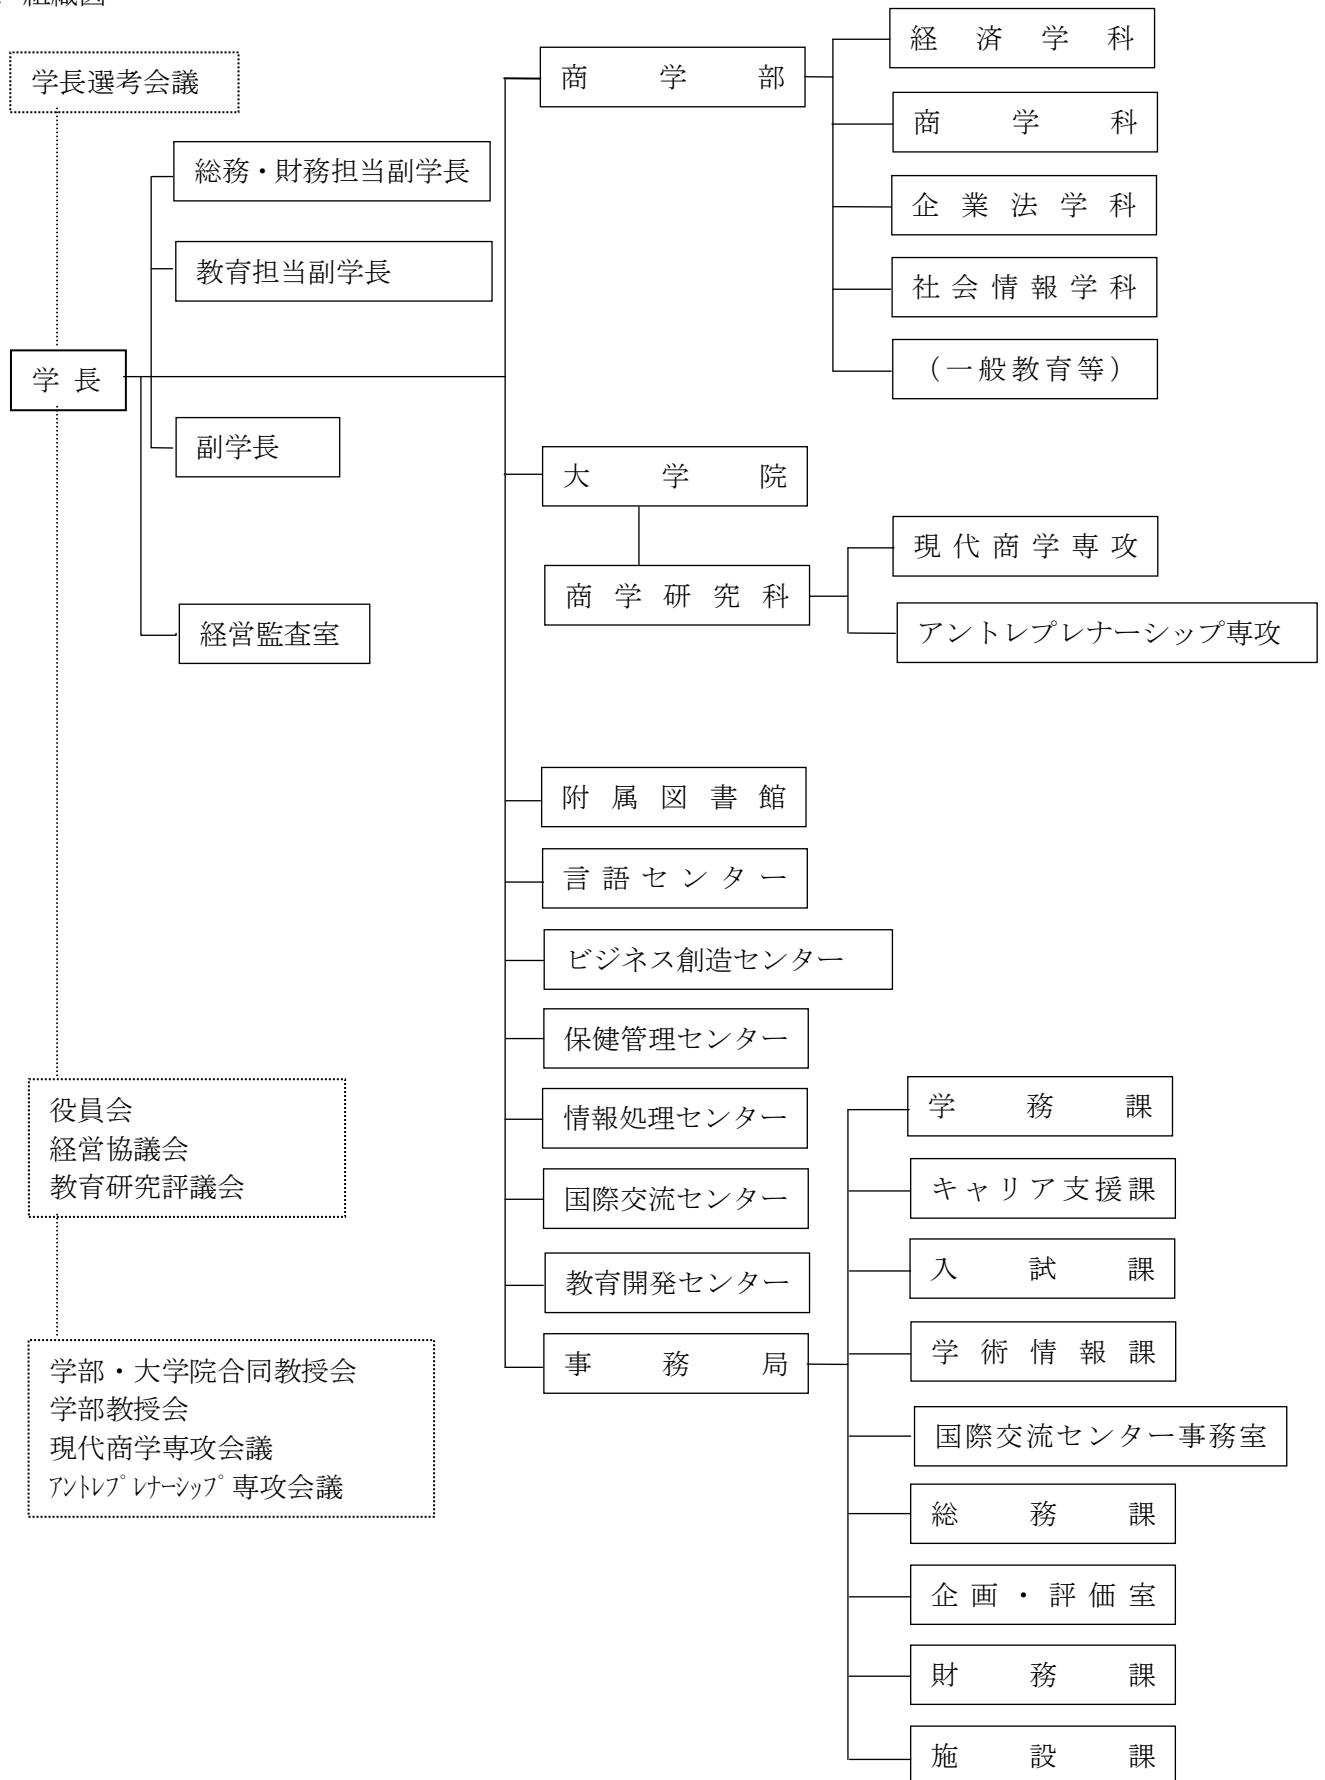 組織図
学長選考会議
総務・財務担当副学長
教育担当副学長
学長
副学長
経営監査室
役員会
経営協議会
教育研究評議会
学部・大学院合同教授会
学部教授会
現代商学専攻会議
ｱﾝﾄﾚﾌﾟﾚﾅｰｼｯﾌﾟ専攻会議
商学部
経済学科
商学科
企業法学科
社会情報学科
（一般教育等）
大学院
商学研究科
現代商学専攻
アントレプレナーシップ専攻
附属図書館
言語センター
ビジネス創造センター
保健管理センター
情報処理センター
国際交流センター
教育開発センター
事務局
学務課
キャリア支援課
入試課
学術情報課
国際交流センター事務室
総務課
企画・評価室
財務課
施設課